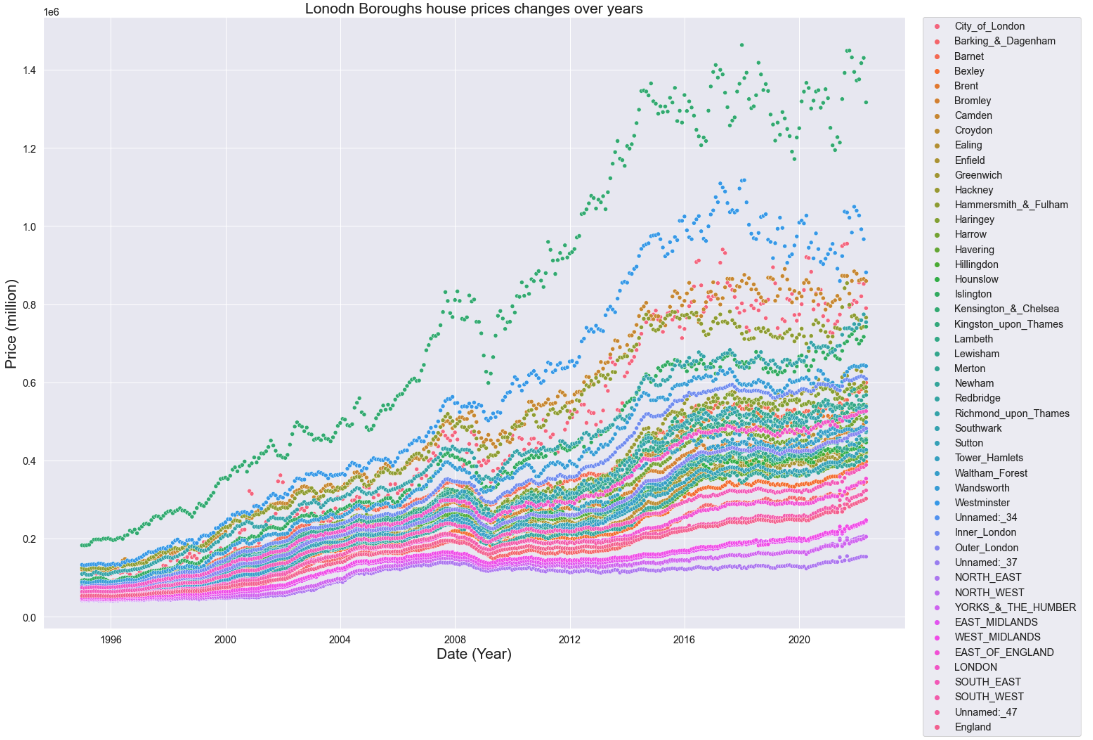 Lonodn Boroughs house prices changes over years
1e6
1.4
1.2
1.0
0.8
0.6
0.4
0.2
0.0
Price (million)
1996 2000 2004 2008 2012 2016 2020
Date (Year)
City_of_London
Barking_&_Dagenham
Barnet
Bexley
Brent
Bromley
Camden
Croydon
Ealing
Enfield
Greenwich
Hackney
Hammersmith_&_Fulham
Haringey
Harrow
Havering
Hillingdon
Hounslow
Islington
Kensington_&_Chelsea
Kingston_upon_Thames
Lambeth
Lewisham
Merton
Newham
Redbridge
Richmond_upon_Thames
Southwark
Sutton
Tower_Hamlets
Waltham_Forest
Wandsworth
Westminster
Unnamed:_34
Inner_London
Outer_London
Unnamed:_37
NORTH_EAST
NORTH_WEST
YORKS_&_THE_HUMBER
EAST_MIDLANDS
WEST_MIDLANDS
EAST_OF_ENGLAND
LONDON
SOUTH_EAST
SOUTH_WEST
Unnamed:_47
England